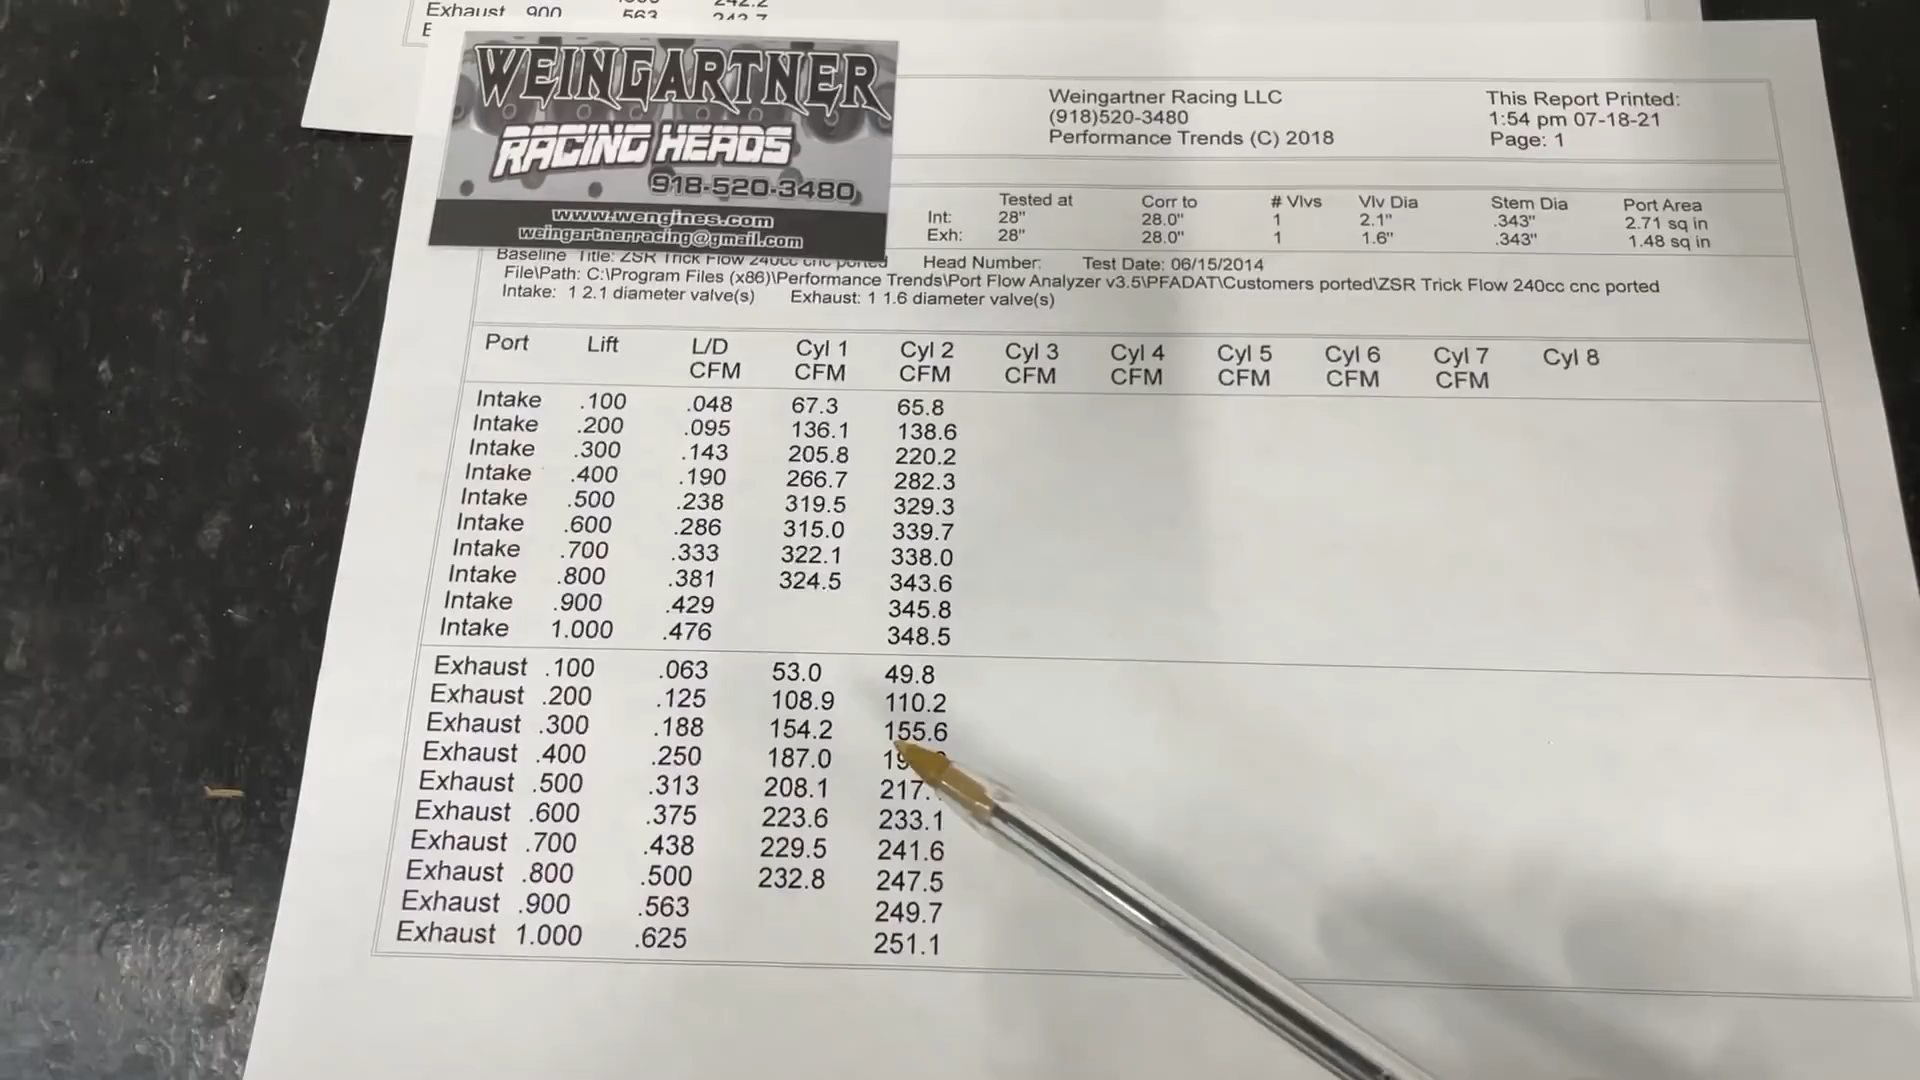 Exhaust .900 563 242.7
WEINGARTNER
RACING HEADS
918-520-3480
www.wengines.com
weingartnerracing@gmail.com
Weingartner Racing LLC
(918)520-3480
Performance Trends (C) 2018
This Report Printed:
1:54 pm 07-18-21
Page: 1
Tested at Corr to # Vlvs Vlv Dia Stem Dia Port Area
Int: 28" 28.0" 1 2.1" .343" 2.71 sq in
Exh: 28" 28.0" 1 1.6" .343" 1.48 sq in
Baseline Title: ZSR Trick Flow 240cc cnc ported Head Number: Test Date: 06/15/2014
File\Path: C:\Program Files (x86)\Performance Trends\Port Flow Analyzer v3.5\PFADAT\Customers ported\ZSR Trick Flow 240cc cnc ported
Intake: 1 2.1 diameter valve(s) Exhaust: 1 1.6 diameter valve(s)
Port Lift L/D Cyl 1 Cyl 2 Cyl 3 Cyl 4 Cyl 5 Cyl 6 Cyl 7 Cyl 8
CFM CFM CFM CFM CFM CFM CFM CFM
Intake .100 .048 67.3 65.8
Intake .200 .095 136.1 138.6
Intake .300 .143 205.8 220.2
Intake .400 .190 266.7 282.3
Intake .500 .238 319.5 329.3
Intake .600 .286 315.0 339.7
Intake .700 .333 322.1 338.0
Intake .800 .381 324.5 343.6
Intake .900 .429 345.8
Intake 1.000 .476 348.5
Exhaust .100 .063 53.0 49.8
Exhaust .200 .125 108.9 110.2
Exhaust .300 .188 154.2 155.6
Exhaust .400 .250 187.0
Exhaust .500 .313 208.1 217.
Exhaust .600 .375 223.6 233.1
Exhaust .700 .438 229.5 241.6
Exhaust .800 .500 232.8 247.5
Exhaust .900 .563 249.7
Exhaust 1.000 .625 251.1